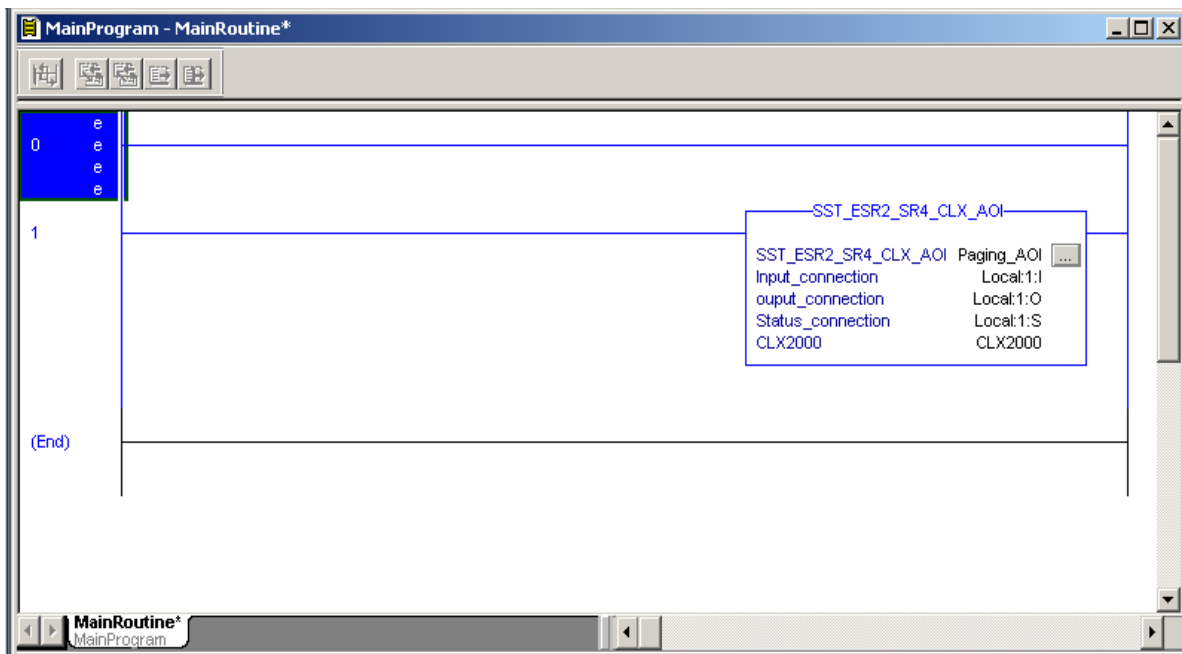 MainProgram - MainRoutine*
e
0 e
e
e
SST_ESR2_SR4_CLX_AOI
1
SST_ESR2_SR4_CLX_AOI Paging_AOI ...
Input_connection Local:1:I
ouput_connection Local:1:O
Status_connection Local:1:S
CLX2000 CLX2000
(End)
MainRoutine*
MainProgram